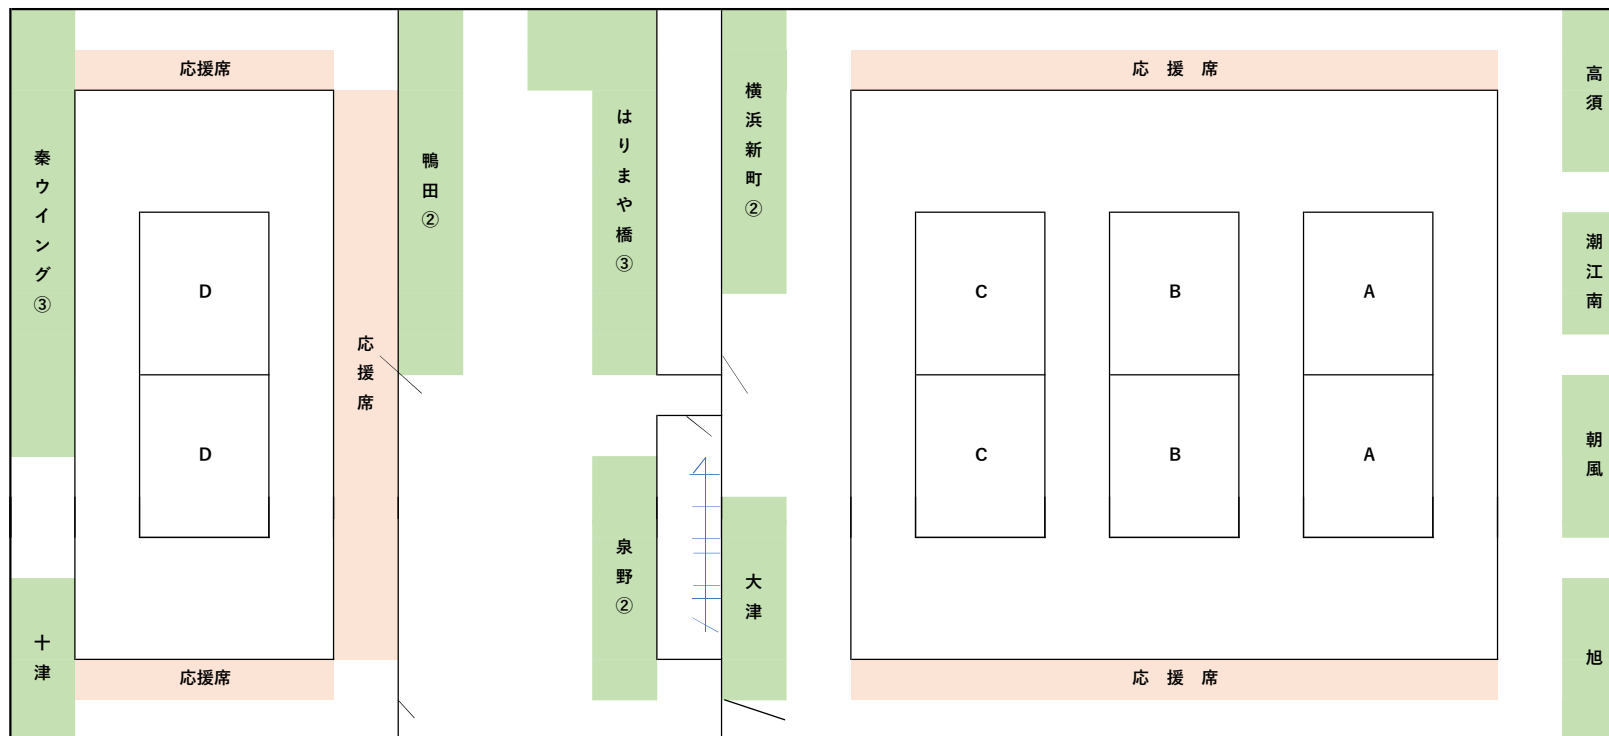 応援席
応　援　席
高須
横浜新町②
はりまや橋③
鴨田②
秦ウイング③
潮江南
D
C
B
A
応援席
朝風
D
C
B
A
泉野②
大津
十津
旭
応援席
応　援　席